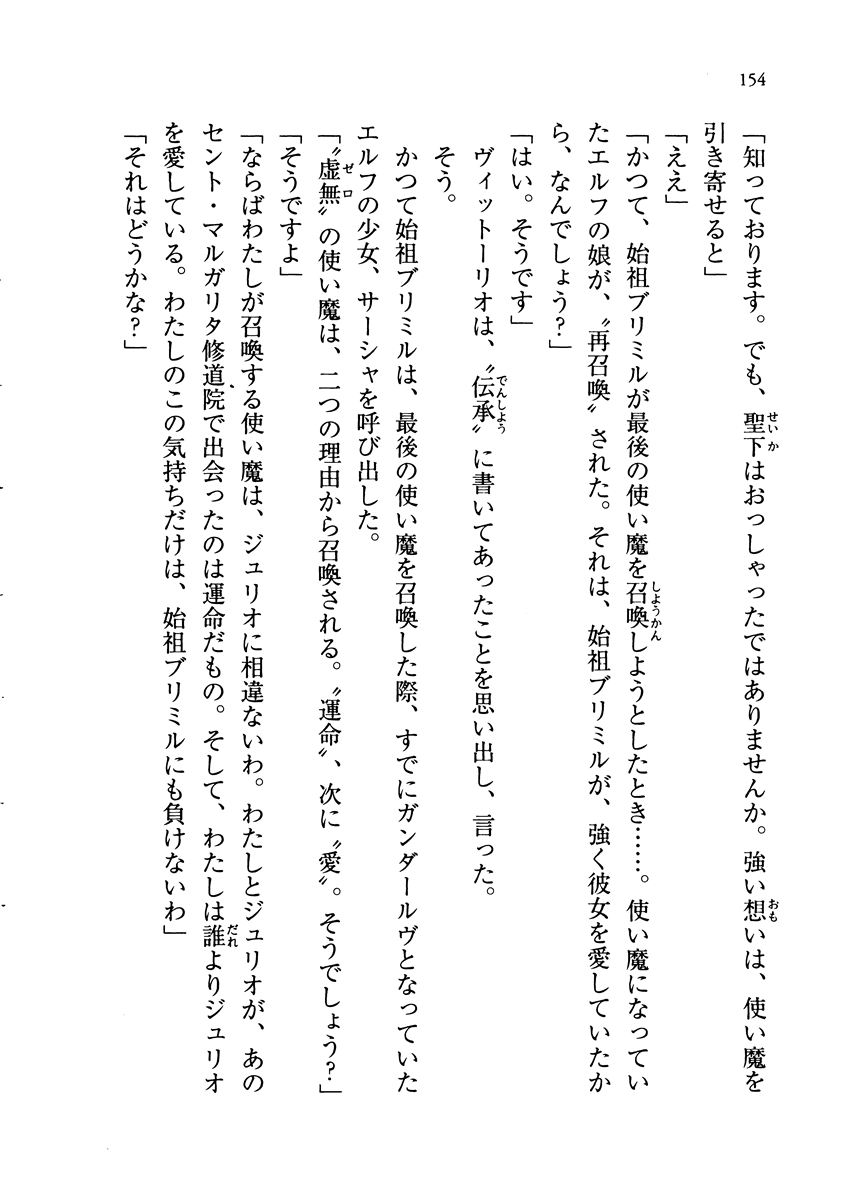 154
「知っております。でも、聖下はおっしゃったではありませんか。強い想いは、使い魔を
引き寄せると」
「ええ」
「かつて、始祖ブリミルが最後の使い魔を召喚しようとしたとき……。使い魔になってい
たエルフの娘が、〝再召喚〟された。それは、始祖ブリミルが、強く彼女を愛していたか
ら、なんでしょう？」
「はい。そうです」
ヴィットーリオは、〝伝承〟に書いてあったことを思い出し、言った。
そう。
かつて始祖ブリミルは、最後の使い魔を召喚した際、すでにガンダールヴとなっていた
エルフの少女、サーシャを呼び出した。
「〝虚無〟の使い魔は、二つの理由から召喚される。〝運命〟、次に〝愛〟。そうでしょう？」
「そうですよ」
「ならばわたしが召喚する使い魔は、ジュリオに相違ないわ。わたしとジュリオが、あの
セント・マルガリタ修道院で出会ったのは運命だもの。そして、わたしは誰よりジュリオ
を愛している。わたしのこの気持ちだけは、始祖ブリミルにも負けないわ」
「それはどうかな？」